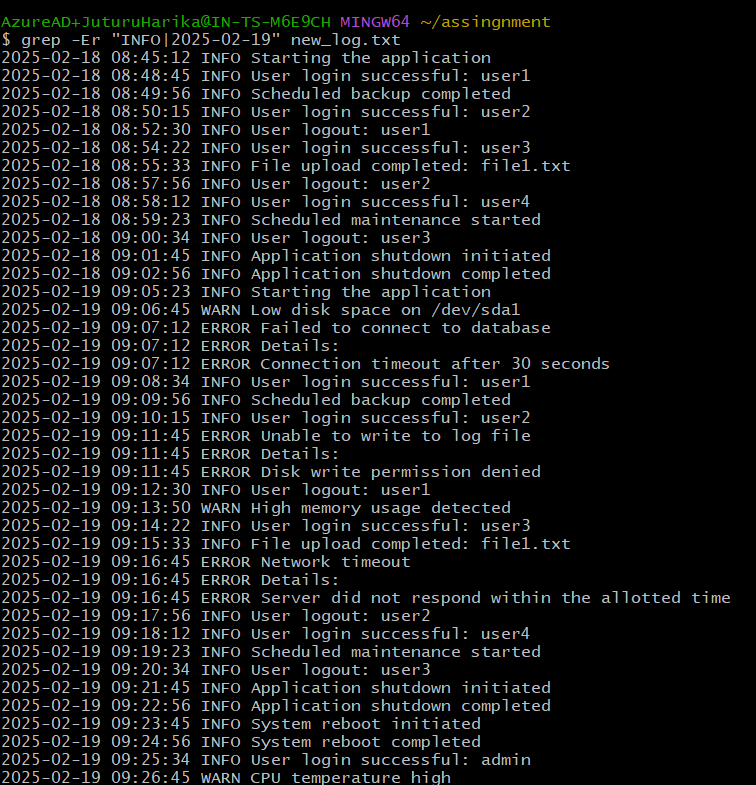 AzureAD+JuturuHarika@IN-TS-M6E9CH MINGW64 ~/assingnment
$ grep -Er "INFO|2025-02-19" new_log.txt
2025-02-18 08:45:12 INFO Starting the application
2025-02-18 08:48:45 INFO User login successful: user1
2025-02-18 08:49:56 INFO Scheduled backup completed
2025-02-18 08:50:15 INFO User login successful: user2
2025-02-18 08:52:30 INFO User logout: user1
2025-02-18 08:54:22 INFO User login successful: user3
2025-02-18 08:55:33 INFO File upload completed: file1.txt
2025-02-18 08:57:56 INFO User logout: user2
2025-02-18 08:58:12 INFO User login successful: user4
2025-02-18 08:59:23 INFO Scheduled maintenance started
2025-02-18 09:00:34 INFO User logout: user3
2025-02-18 09:01:45 INFO Application shutdown initiated
2025-02-18 09:02:56 INFO Application shutdown completed
2025-02-19 09:05:23 INFO Starting the application
2025-02-19 09:06:45 WARN Low disk space on /dev/sda1
2025-02-19 09:07:12 ERROR Failed to connect to database
2025-02-19 09:07:12 ERROR Details:
2025-02-19 09:07:12 ERROR Connection timeout after 30 seconds
2025-02-19 09:08:34 INFO User login successful: user1
2025-02-19 09:09:56 INFO Scheduled backup completed
2025-02-19 09:10:15 INFO User login successful: user2
2025-02-19 09:11:45 ERROR Unable to write to log file
2025-02-19 09:11:45 ERROR Details:
2025-02-19 09:11:45 ERROR Disk write permission denied
2025-02-19 09:12:30 INFO User logout: user1
2025-02-19 09:13:50 WARN High memory usage detected
2025-02-19 09:14:22 INFO User login successful: user3
2025-02-19 09:15:33 INFO File upload completed: file1.txt
2025-02-19 09:16:45 ERROR Network timeout
2025-02-19 09:16:45 ERROR Details:
2025-02-19 09:16:45 ERROR Server did not respond within the allotted time
2025-02-19 09:17:56 INFO User logout: user2
2025-02-19 09:18:12 INFO User login successful: user4
2025-02-19 09:19:23 INFO Scheduled maintenance started
2025-02-19 09:20:34 INFO User logout: user3
2025-02-19 09:21:45 INFO Application shutdown initiated
2025-02-19 09:22:56 INFO Application shutdown completed
2025-02-19 09:23:45 INFO System reboot initiated
2025-02-19 09:24:56 INFO System reboot completed
2025-02-19 09:25:34 INFO User login successful: admin
2025-02-19 09:26:45 WARN CPU temperature high